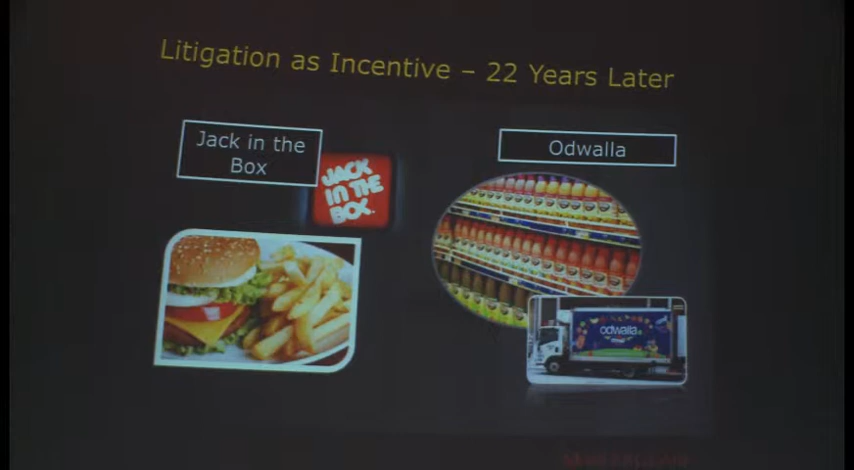 Litigation as Incentive – 22 Years Later
Jack in the
Box
JACK
IN THE
BOX.
Odwalla
odwalla